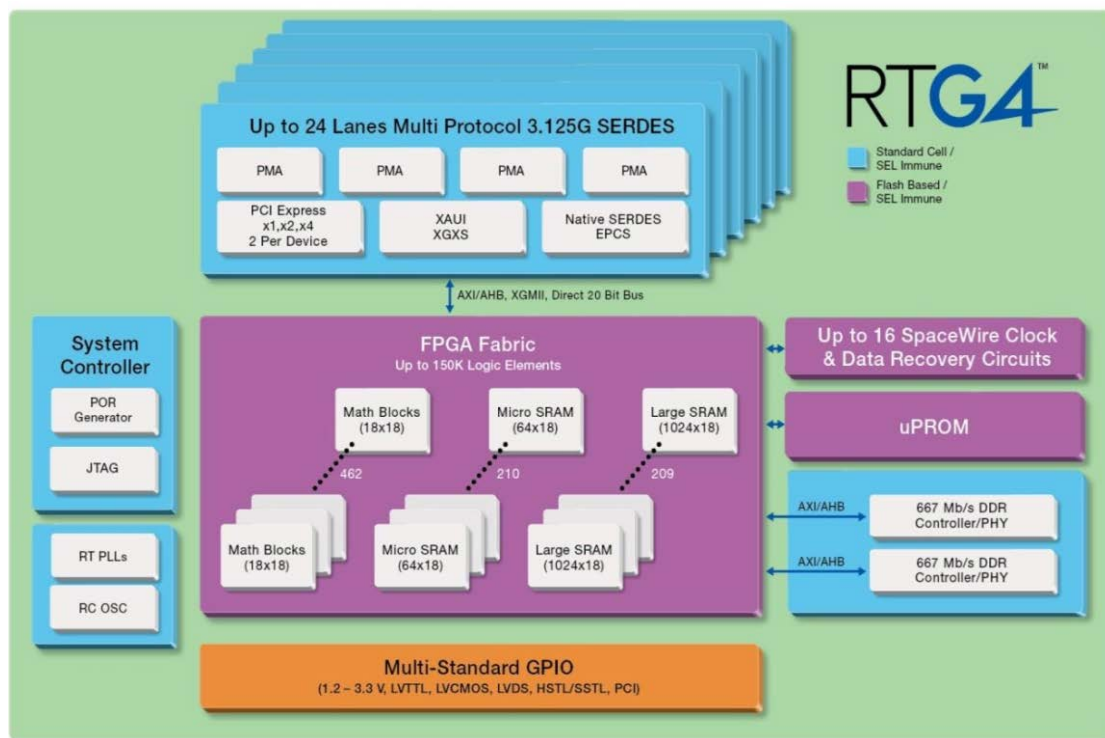 RTG4™
Standard Cell /
SEL Immune
Flash Based /
SEL Immune
Up to 24 Lanes Multi Protocol 3.125G SERDES
PMA
PMA
PMA
PMA
PCI Express
x1,x2,x4
2 Per Device
XAUI
XGXS
Native SERDES
EPCS
AXI/AHB, XGMII, Direct 20 Bit Bus
System
Controller
POR
Generator
JTAG
RT PLLs
RC OSC
FPGA Fabric
Up to 150K Logic Elements
Math Blocks
(18x18)
Micro SRAM
(64x18)
Large SRAM
(1024x18)
462
210
209
Math Blocks
(18x18)
Micro SRAM
(64x18)
Large SRAM
(1024x18)
Up to 16 SpaceWire Clock
& Data Recovery Circuits
uPROM
AXI/AHB
667 Mb/s DDR
Controller/PHY
AXI/AHB
667 Mb/s DDR
Controller/PHY
Multi-Standard GPIO
(1.2 – 3.3 V, LVTTL, LVCMOS, LVDS, HSTL/SSTL, PCI)